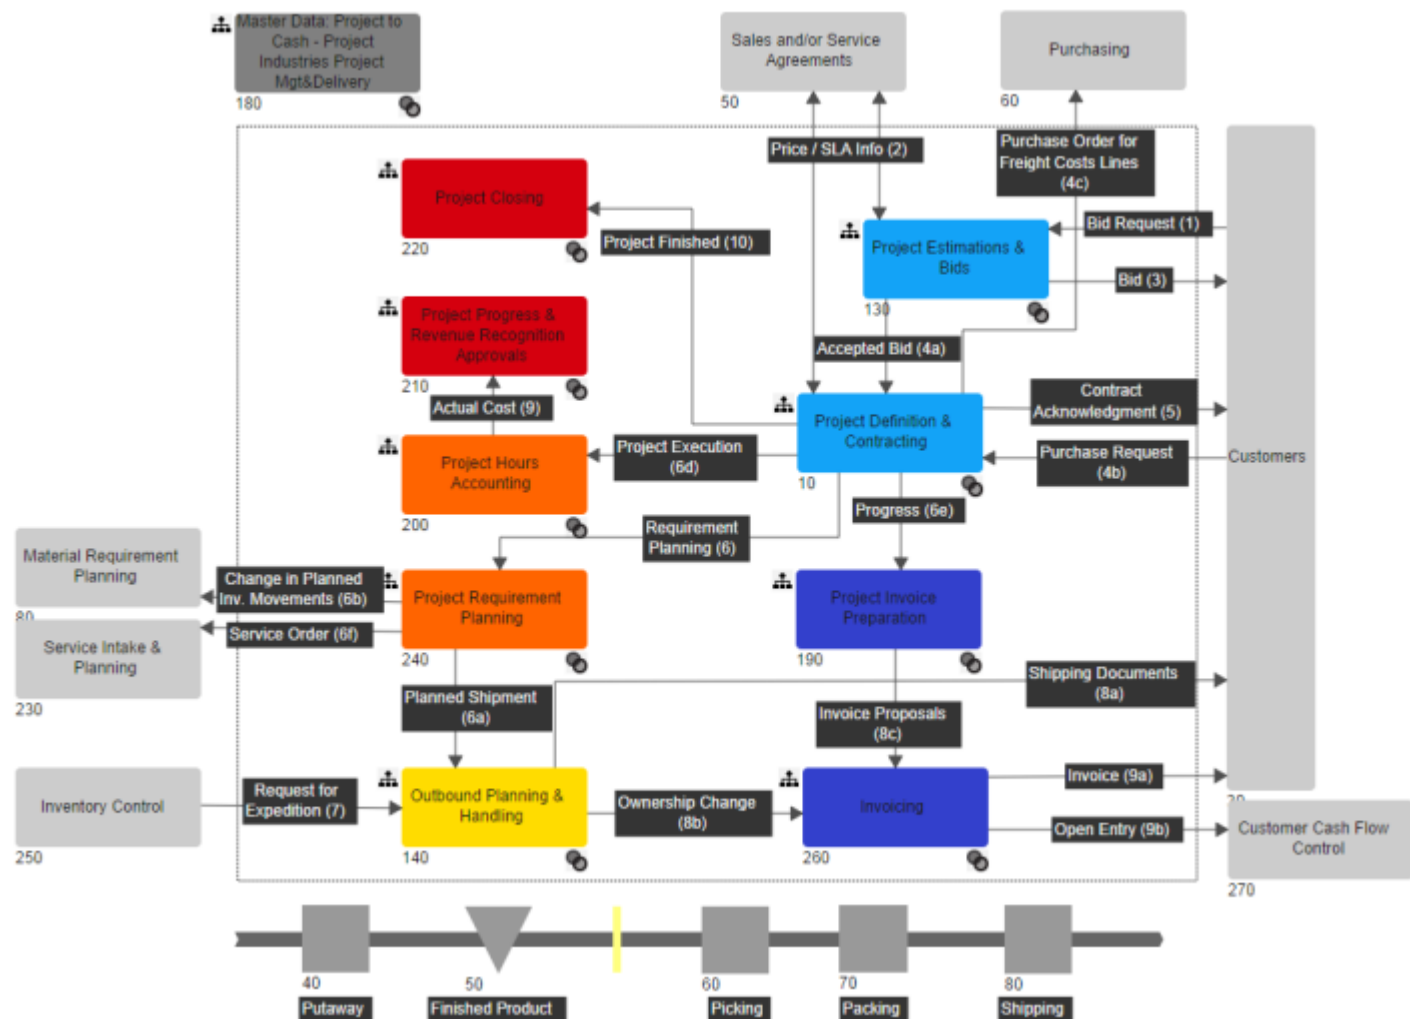 Master Data: Project to
Cash - Project
Industries Project
Mgt&Delivery
180
Sales and/or Service
Agreements
50
Purchasing
60
Price / SLA Info (2)
Purchase Order for
Freight Costs Lines
(4c)
Project Closing
220
Project Finished (10)
Project Estimations &
Bids
130
Bid Request (1)
Bid (3)
Project Progress &
Revenue Recognition
Approvals
210
Accepted Bid (4a)
Actual Cost (9)
Project Definition &
Contracting
10
Contract
Acknowledgment (5)
Purchase Request
(4b)
Customers
Project Hours
Accounting
200
Project Execution
(6d)
Progress (6e)
Requirement
Planning (6)
Material Requirement
Planning
80
Change in Planned
Inv. Movements (6b)
Service Order (6f)
Service Intake &
Planning
230
Project Requirement
Planning
240
Project Invoice
Preparation
190
Planned Shipment
(6a)
Invoice Proposals
(8c)
Shipping Documents
(8a)
Inventory Control
250
Request for
Expedition (7)
Outbound Planning &
Handling
140
Ownership Change
(8b)
Invoicing
260
Invoice (9a)
Open Entry (9b)
Customer Cash Flow
Control
270
40
Putaway
50
Finished Product
60
Picking
70
Packing
80
Shipping